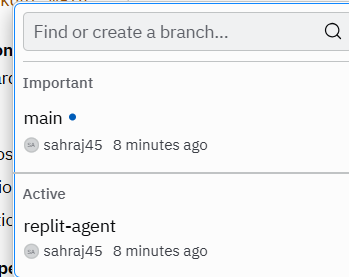 Find or create a branch...
Important
main
SA sahraj45 8 minutes ago
Active
replit-agent
SA sahraj45 8 minutes ago